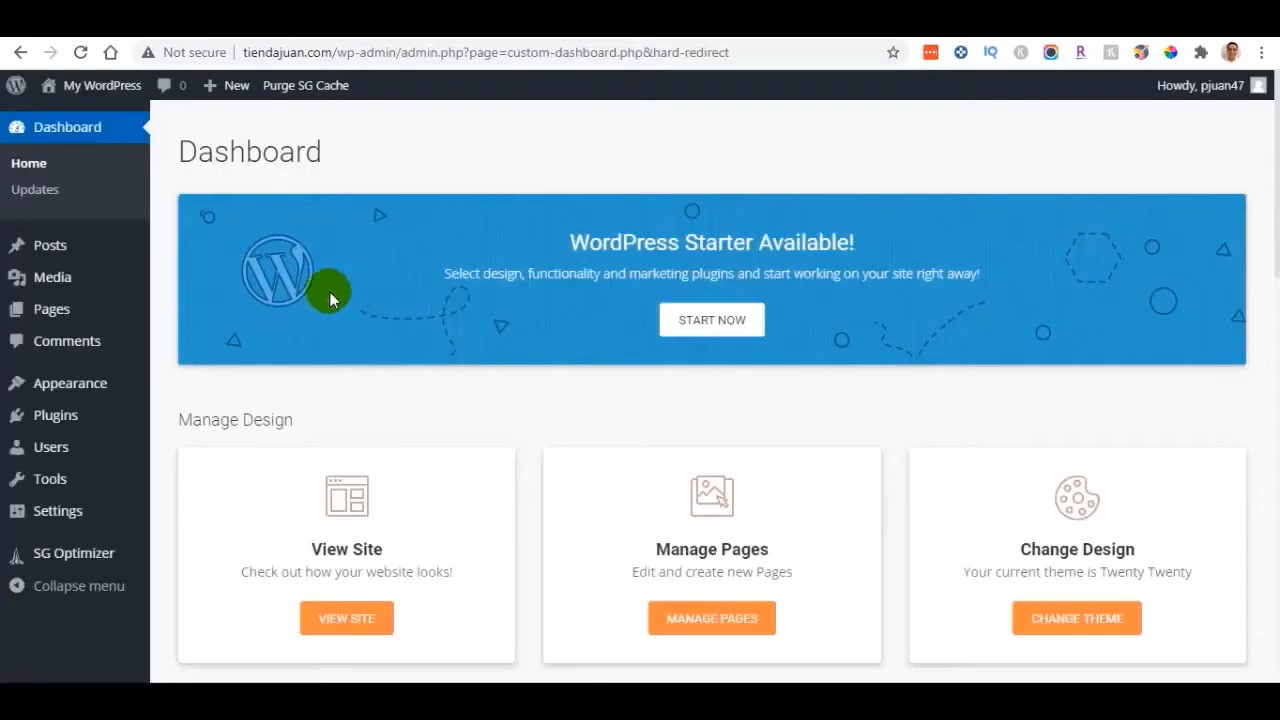 Not secure
tiendajuan.com/wp-admin/admin.php?page=custom-dashboard.php&hard-redirect
My WordPress
0
New
Purge SG Cache
Howdy, pjuan47
Dashboard
Home
Updates
Posts
Media
Pages
Comments
Appearance
Plugins
Users
Tools
Settings
SG Optimizer
Collapse menu
Dashboard
WordPress Starter Available!
Select design, functionality and marketing plugins and start working on your site right away!
START NOW
Manage Design
View Site
Check out how your website looks!
VIEW SITE
Manage Pages
Edit and create new Pages
MANAGE PAGES
Change Design
Your current theme is Twenty Twenty
CHANGE THEME